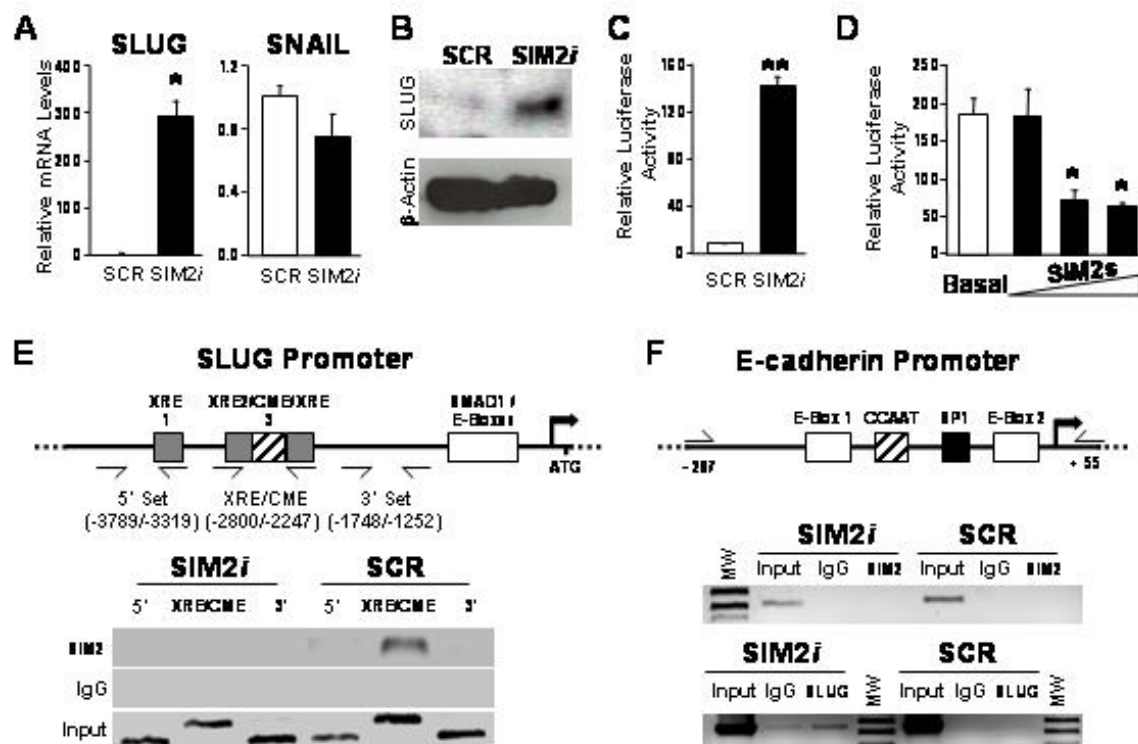 A
SLUG
SNAIL
Relative mRNA Levels
400
300
200
100
0
*
SCR SIM2i
1.2
0.8
0.4
0.0
SCR SIM2i
B
SCR SIM2i
SLUG
β-Actin
C
Relative Luciferase Activity
160
120
80
40
0
**
SCR SIM2i
D
Relative Luciferase Activity
250
200
150
100
50
0
*
*
Basal
SIM2s
E
SLUG Promoter
XRE 1
XRE2/CME/XRE 3
E-Boxes
ATG
5' Set
(-3789/-3319)
XRE/CME
(-2800/-2247)
3' Set
(-1748/-1252)
SIM2i
SCR
5' XRE/CME 3' 5' XRE/CME 3'
SIM2
IgG
Input
F
E-cadherin Promoter
E-Box 1 CCAAT SP1 E-Box 2
+ 55
SIM2i
SCR
MW Input IgG SIM2 Input IgG SIM2
SIM2i
SCR
Input IgG SLUG MW Input IgG SLUG MW